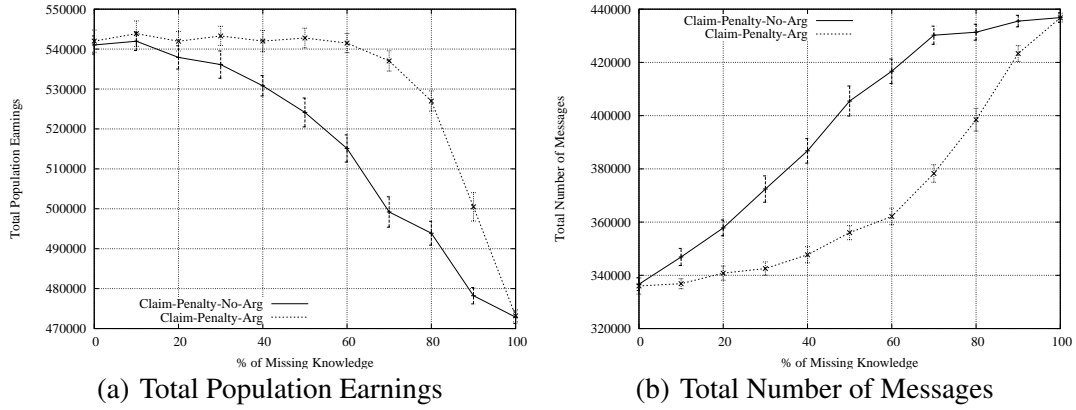 550000
540000
530000
520000
510000
500000
490000
480000
470000
Total Population Earnings
Claim-Penalty-No-Arg
Claim-Penalty-Arg
0 20 40 60 80 100
% of Missing Knowledge
(a) Total Population Earnings
440000
420000
400000
380000
360000
340000
320000
Total Number of Messages
Claim-Penalty-No-Arg
Claim-Penalty-Arg
0 20 40 60 80 100
% of Missing Knowledge
(b) Total Number of Messages